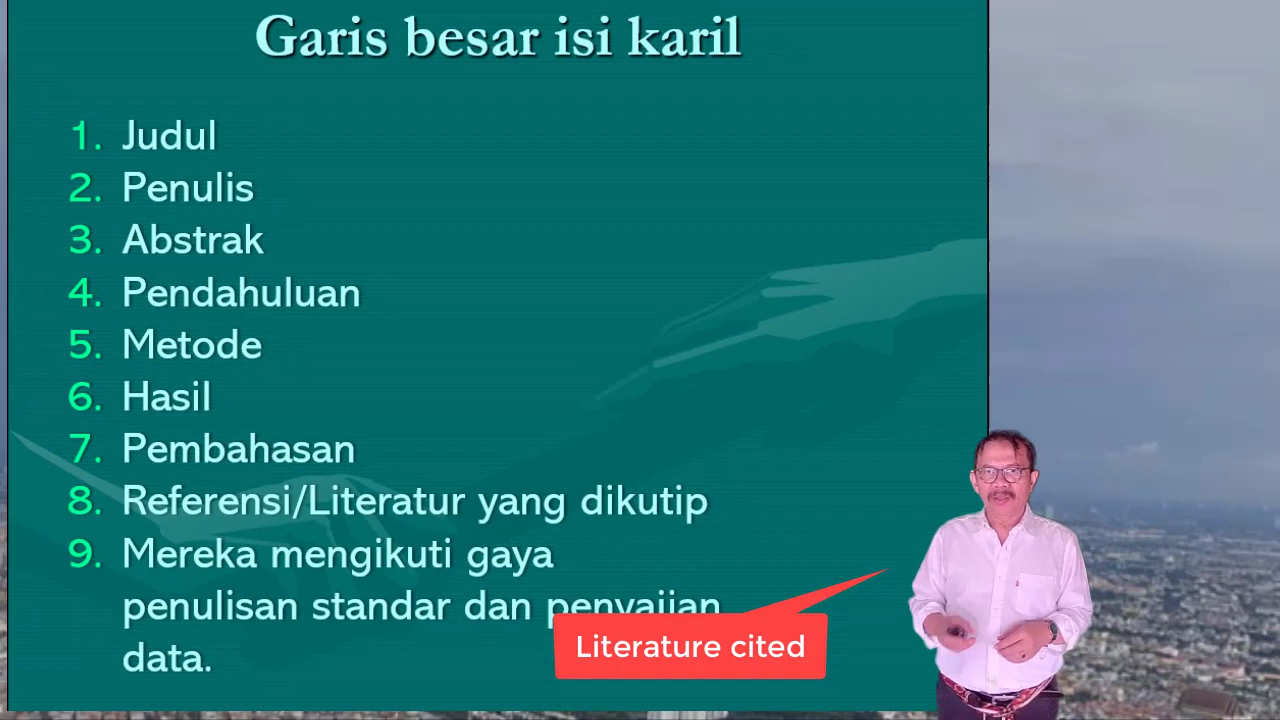 Garis besar isi karil
1. Judul
2. Penulis
3. Abstrak
4. Pendahuluan
5. Metode
6. Hasil
7. Pembahasan
8. Referensi/Literatur yang dikutip
9. Mereka mengikuti gaya
penulisan standar dan penyajian
data.
Literature cited